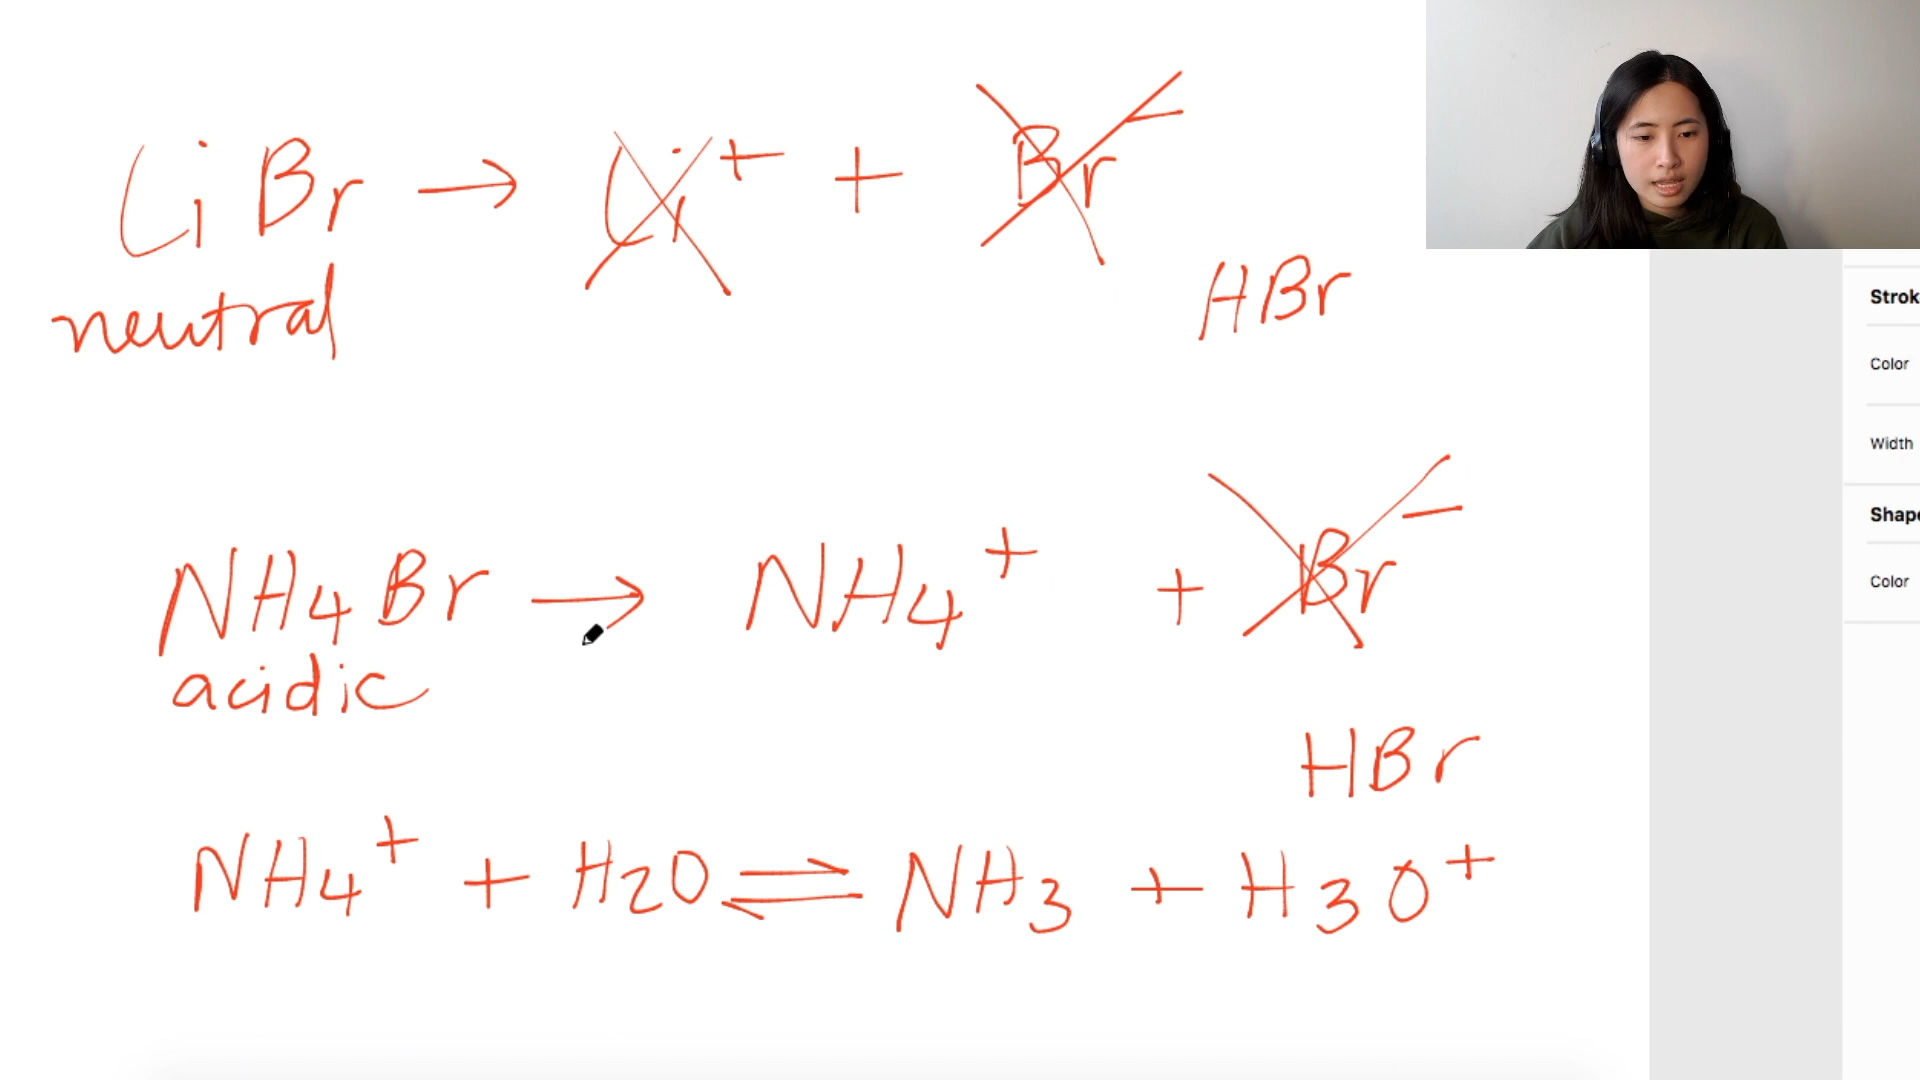 LiBr → Li⁺ + Br⁻
neutral
HBr
NH4Br → NH4⁺ + Br⁻
acidic
HBr
NH4⁺ + H2O ⇌ NH3 + H3O⁺
Strok
Color
Width
Shape
Color